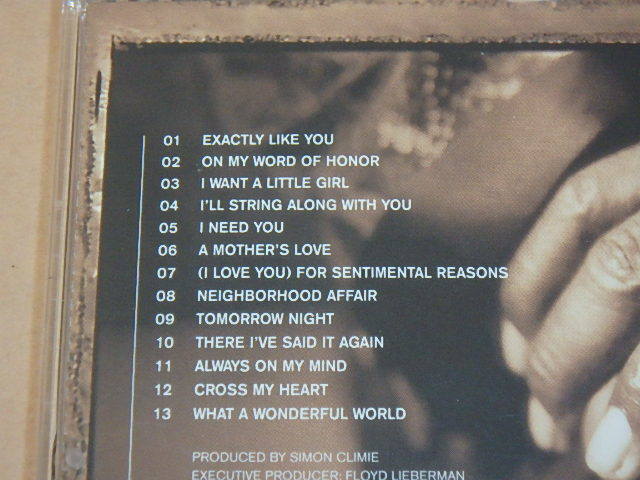 01 EXACTLY LIKE YOU
02 ON MY WORD OF HONOR
03 I WANT A LITTLE GIRL
04 I'LL STRING ALONG WITH YOU
05 I NEED YOU
06 A MOTHER'S LOVE
07 (I LOVE YOU) FOR SENTIMENTAL REASONS
08 NEIGHBORHOOD AFFAIR
09 TOMORROW NIGHT
10 THERE I'VE SAID IT AGAIN
11 ALWAYS ON MY MIND
12 CROSS MY HEART
13 WHAT A WONDERFUL WORLD
PRODUCED BY SIMON CLIMIE
EXECUTIVE PRODUCER: FLOYD LIEBERMAN